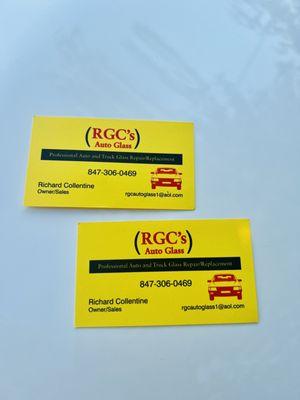 (RGC's)
Auto Glass
Professional Auto and Truck Glass Repair/Replacement
847-306-0469
Richard Collentine
Owner/Sales
rgcautoglass1@aol.com
(RGC's)
Auto Glass
Professional Auto and Truck Glass Repair/Replacement
847-306-0469
Richard Collentine
Owner/Sales
rgcautoglass1@aol.com